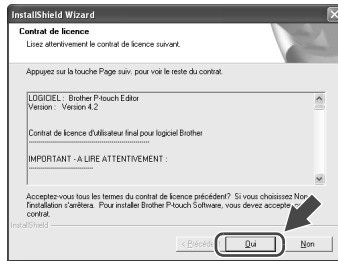 InstallShield Wizard
Contrat de licence
Lisez attentivement le contrat de licence suivant.
Appuyez sur la touche Page suiv. pour voir le reste du contrat.
LOGICIEL : Brother P-touch Editor
Version : Version 4.2
Contrat de licence d'utilisateur final pour logiciel Brother
IMPORTANT - A LIRE ATTENTIVEMENT :
Acceptez-vous tous les termes du contrat de licence précédent? Si vous choisissez Non
l'installation s'arrêtera. Pour installer Brother P-touch Software, vous devez accepter
contrat.
InstallShield
< Précédent
Oui
Non